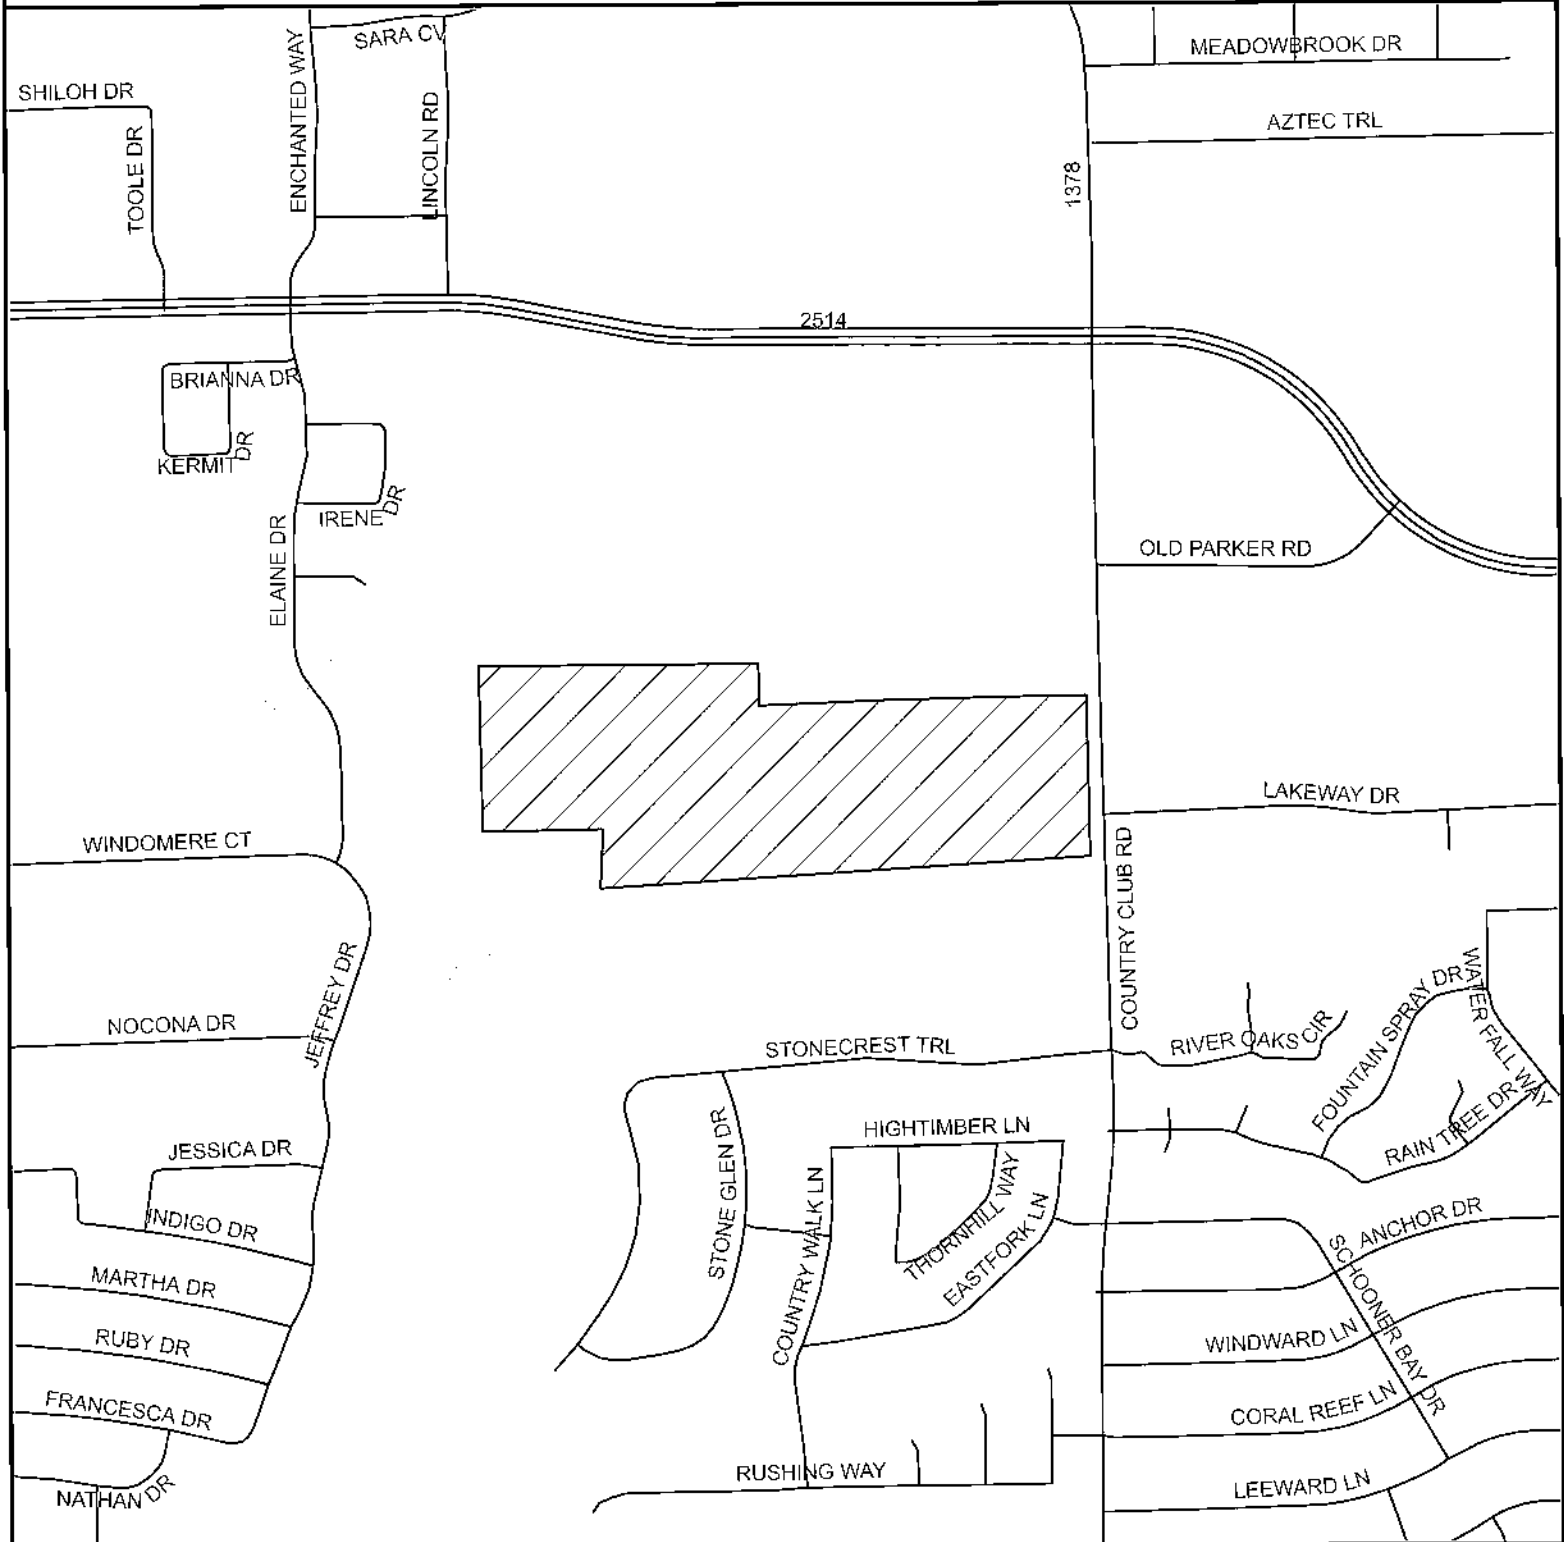 SARA CV
MEADOWBROOK DR
SHILOH DR
ENCHANTED WAY
LINCOLN RD
AZTEC TRL
TOOLE DR
1378
2514
BRIANNA DR
KERMIT DR
IRENE DR
OLD PARKER RD
ELAINE DR
LAKEWAY DR
WINDOMERE CT
COUNTRY CLUB RD
JEFFREY DR
NOCONA DR
STONECREST TRL
RIVER OAKS CIR
FOUNTAIN SPRAY DR
WATER FALL WAY
RAIN TREE DR
HIGHTIMBER LN
JESSICA DR
STONE GLEN DR
COUNTRY WALK LN
THORNHILL WAY
EASTFORK LN
INDIGO DR
ANCHOR DR
SCHOONER BAY DR
MARTHA DR
WINDWARD LN
RUBY DR
CORAL REEF LN
FRANCESCA DR
RUSHING WAY
LEEWARD LN
NATHAN DR